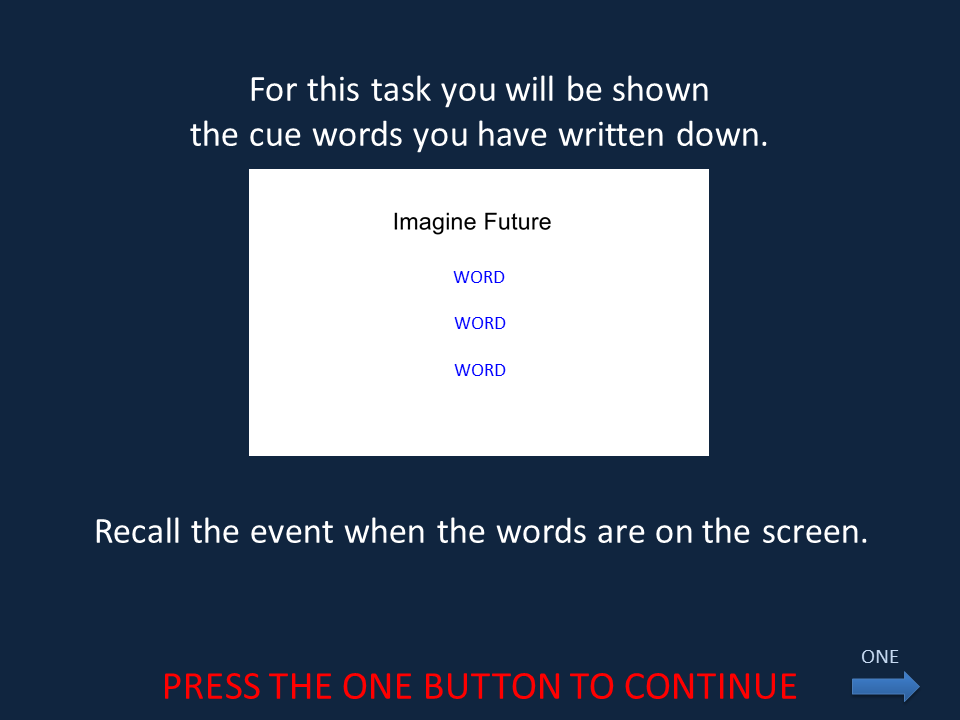 For this task you will be shown
the cue words you have written down.
Imagine Future
WORD
WORD
WORD
Recall the event when the words are on the screen.
ONE
PRESS THE ONE BUTTON TO CONTINUE